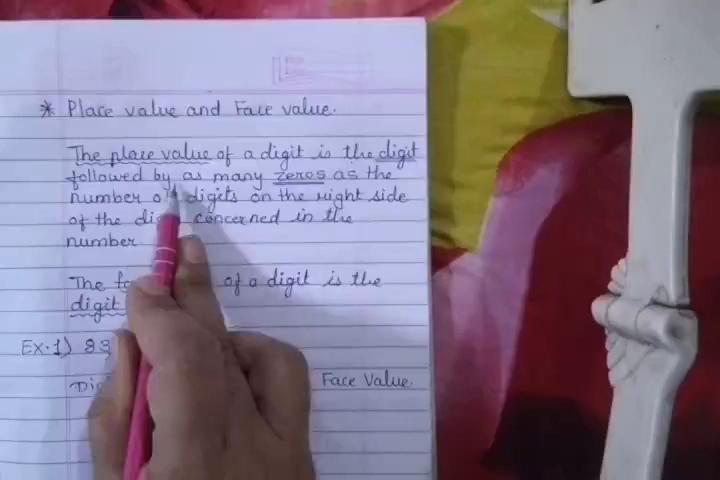 * Place value and Face value.
The place value of a digit is the digit
followed by as many zeros as the
number of digits on the right side
of the digit concerned in the
number
The of a digit is the
digit
Ex.1)
Face Value.